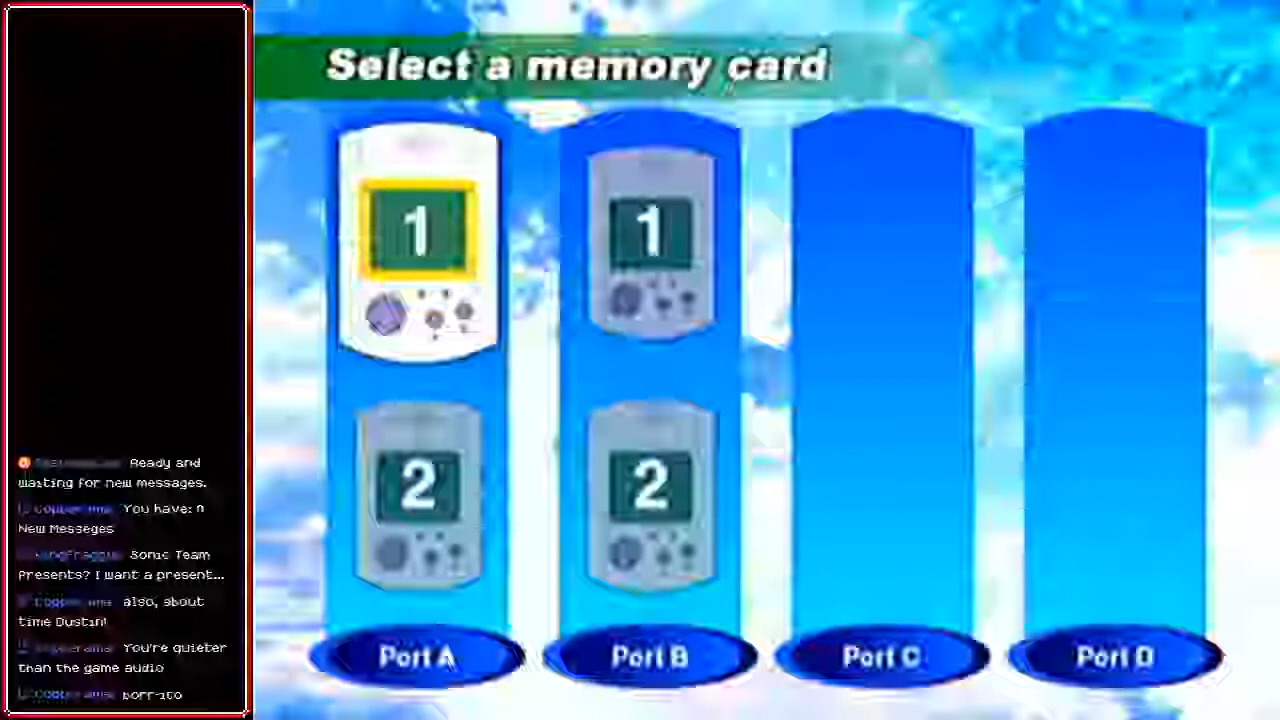 Select a memory card
1
1
2
2
Port A
Port B
Port C
Port D
Ready and
waiting for new messages.
You have: 0
New Messeges
Sonic Team
Presents? I want a present...
also, about
time Dustin!
You're quieter
than the game audio
borr-ito